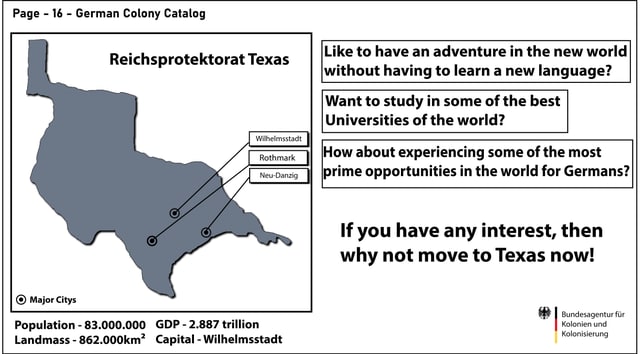 Page - 16 - German Colony Catalog
Reichsprotektorat Texas
Wilhelmsstadt
Rothmark
Neu-Danzig
Major Citys
Population - 83.000.000 GDP - 2.887 trillion
Landmass - 862.000km² Capital - Wilhelmsstadt
Like to have an adventure in the new world
without having to learn a new language?
Want to study in some of the best
Universities of the world?
How about experiencing some of the most
prime opportunities in the world for Germans?
If you have any interest, then
why not move to Texas now!
Bundesagentur für
Kolonien und
Kolonisierung